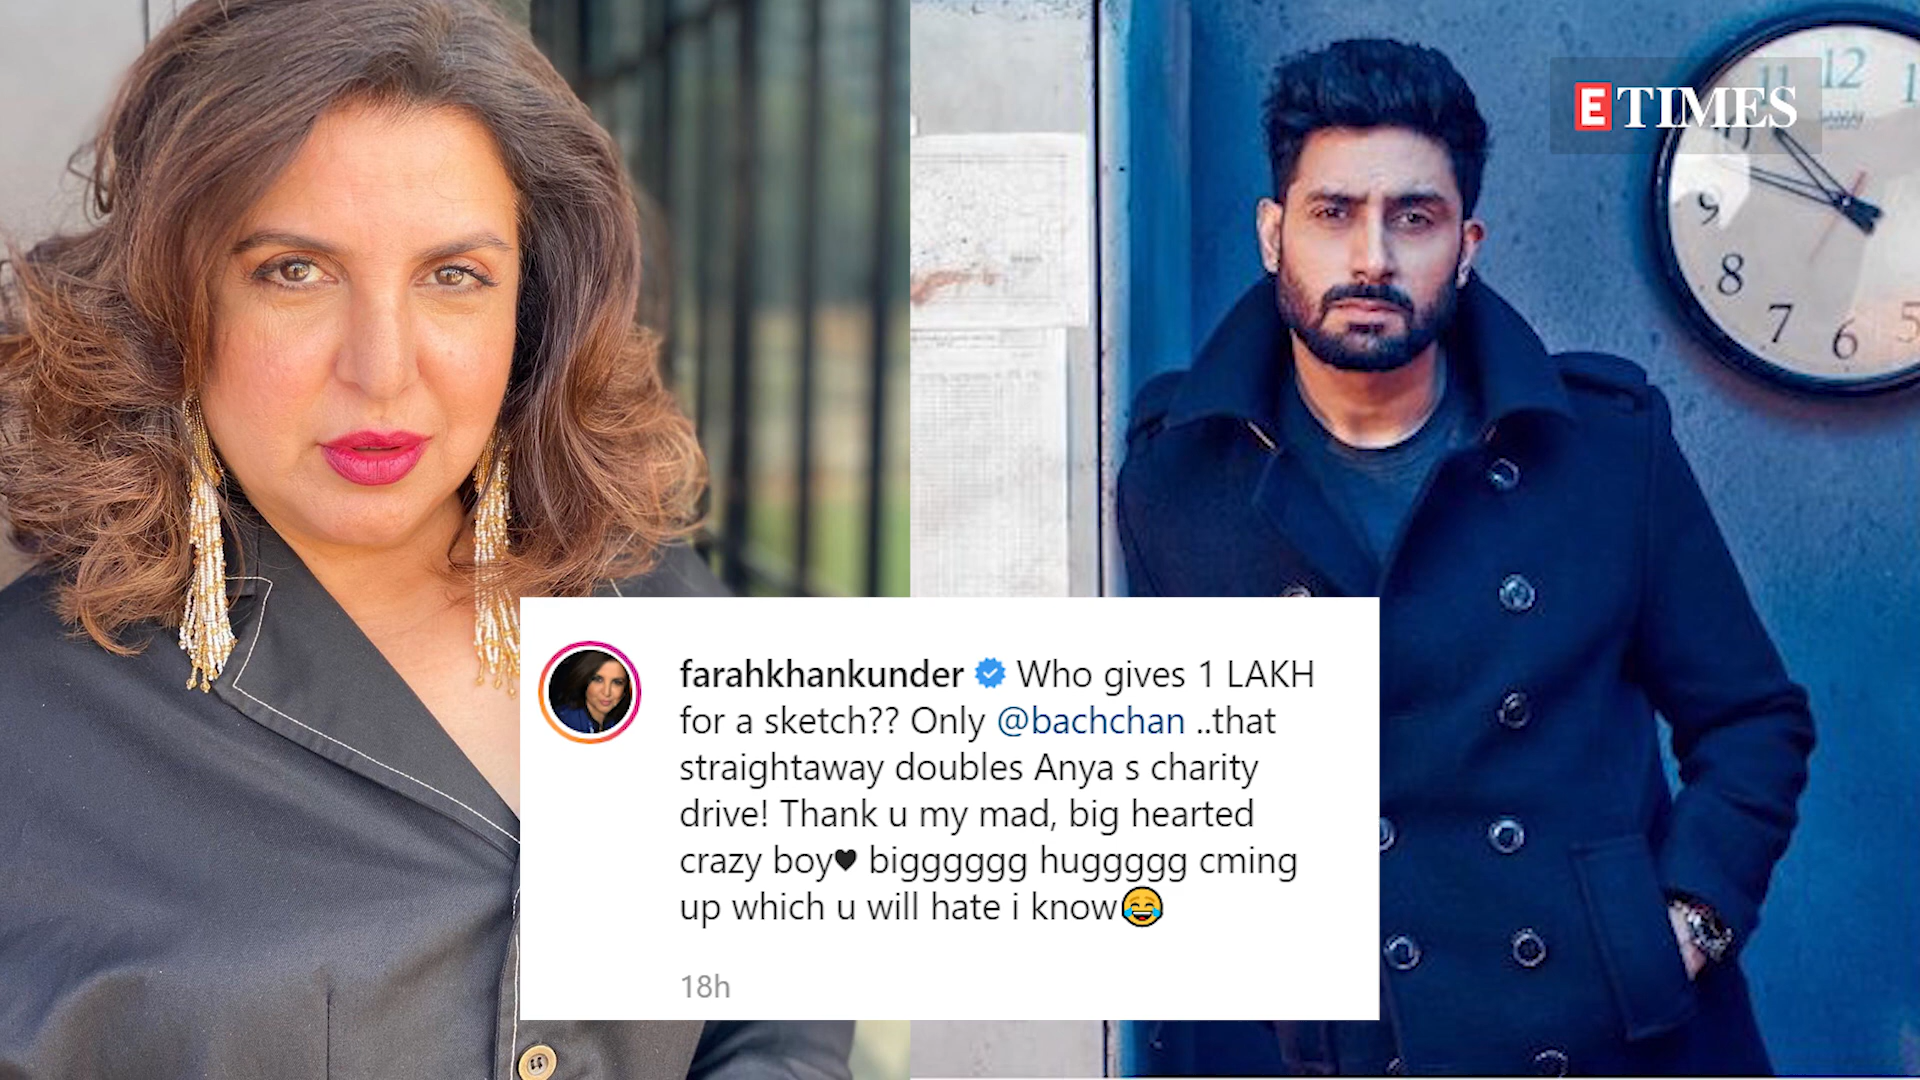 ETIMES
12
11
1
9
8
7
6
5
farahkhankunder Who gives 1 LAKH
for a sketch?? Only @bachchan ..that
straightaway doubles Anya s charity
drive! Thank u my mad, big hearted
crazy boy♥ bigggggg huggggg cming
up which u will hate i know😂
18h